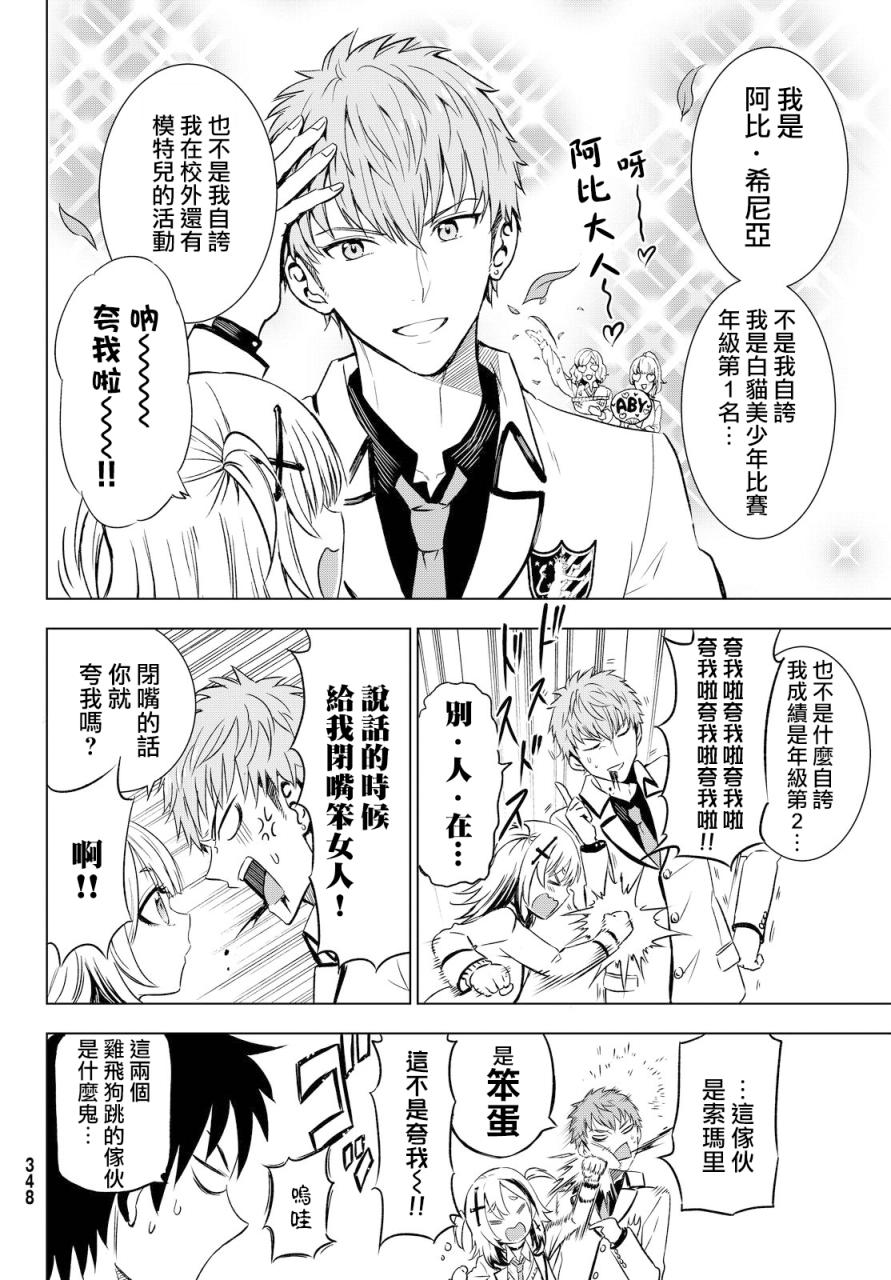 我是
阿比・希尼亞
不是我自誇
我是白貓美少年比賽
年級第1名…
呀～～～♡
阿比大人～♡
ABY
也不是我自誇
我在校外還有
模特兒的活動
吶～～～～
夸我啦～～～!!
也不是什麼自誇
我成績是年級第2…
夸我啦夸我啦夸我啦
夸我啦夸我啦夸我啦!!
ドドドド
別・人・在…
說話的時候
給我閉嘴笨女人！
閉嘴的話
你就
夸我嗎？
啊!!
…這傢伙
是索瑪里
是
笨蛋
這不是夸我～!!
嗚哇
這兩個
雞飛狗跳的傢伙
是什麼鬼…
348